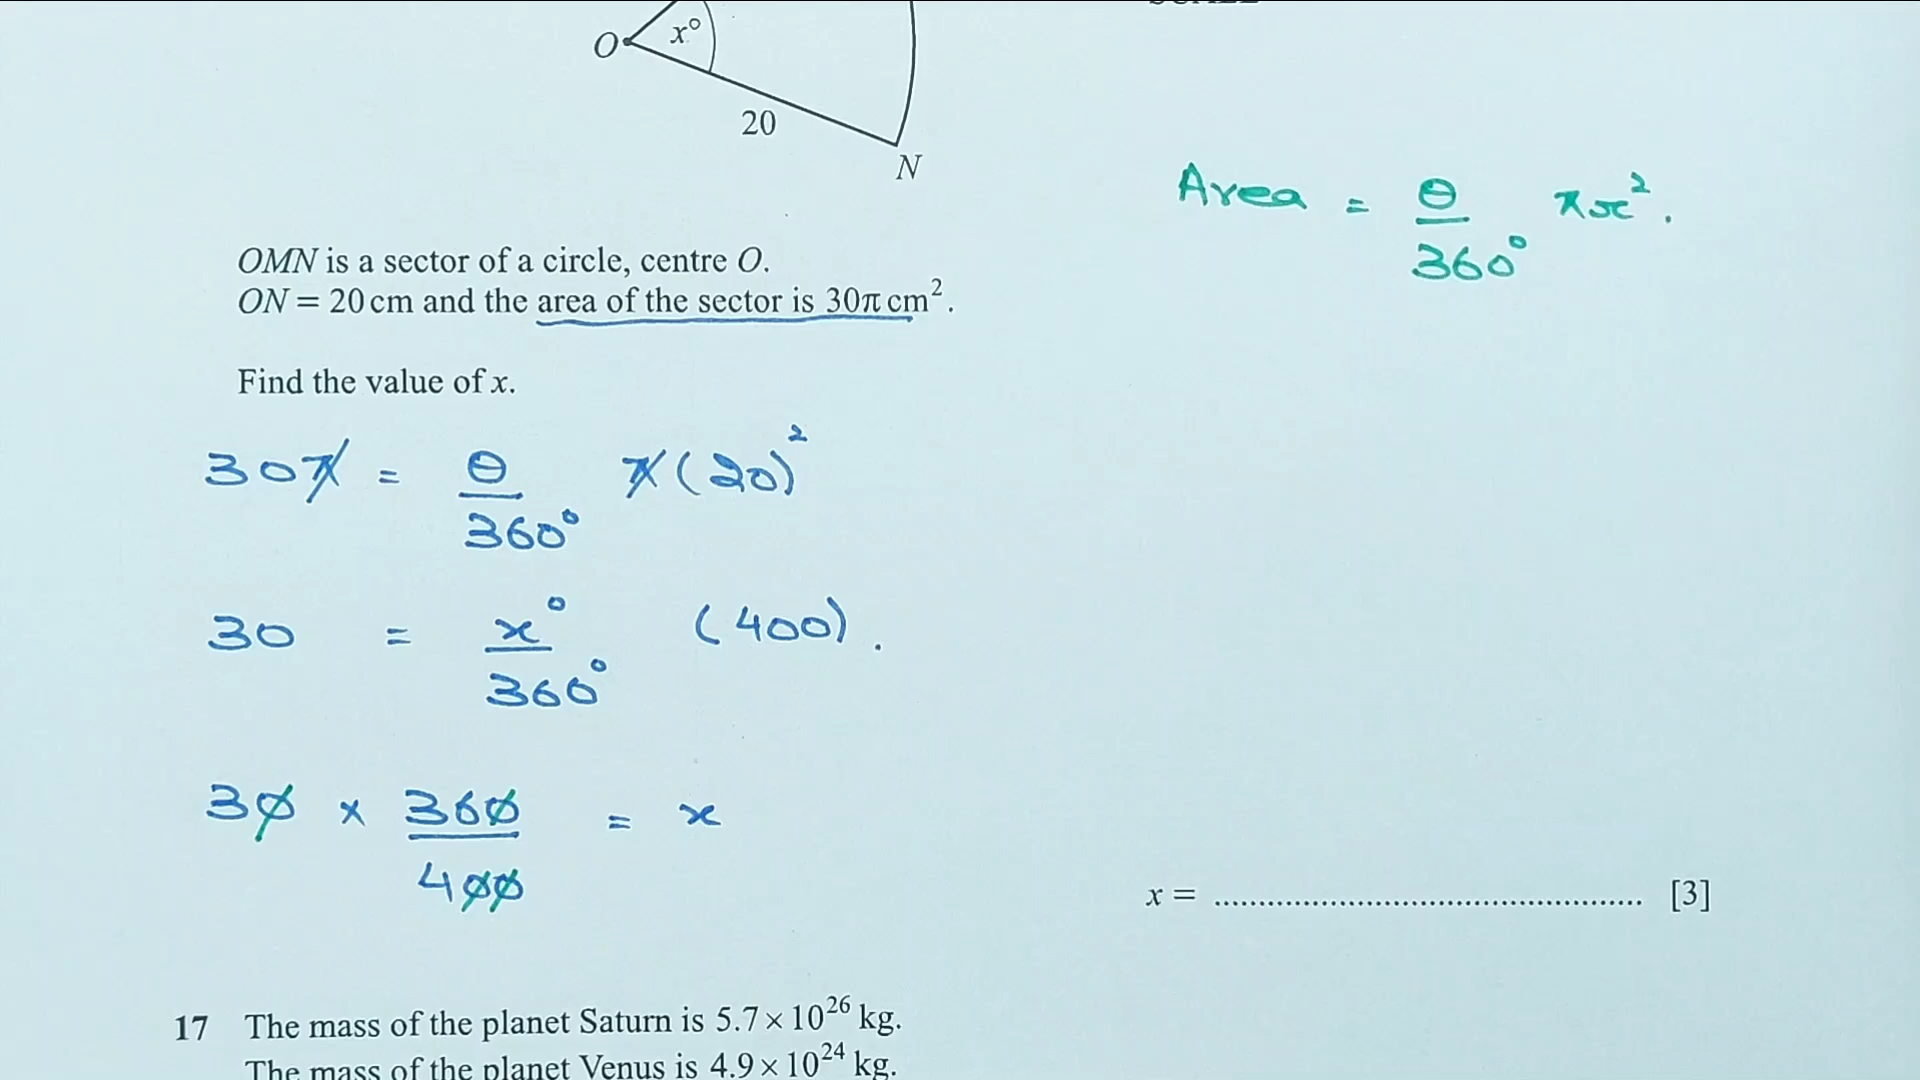 O
x°
20
N
Area = θ/360° πr².
OMN is a sector of a circle, centre O.
ON = 20 cm and the area of the sector is 30π cm².
Find the value of x.
30π = θ/360° π(20)²
30 = x°/360° (400).
30 × 360/400 = x
x = ................................................ [3]
17 The mass of the planet Saturn is 5.7 × 10²⁶ kg.
The mass of the planet Venus is 4.9 × 10²⁴ kg.